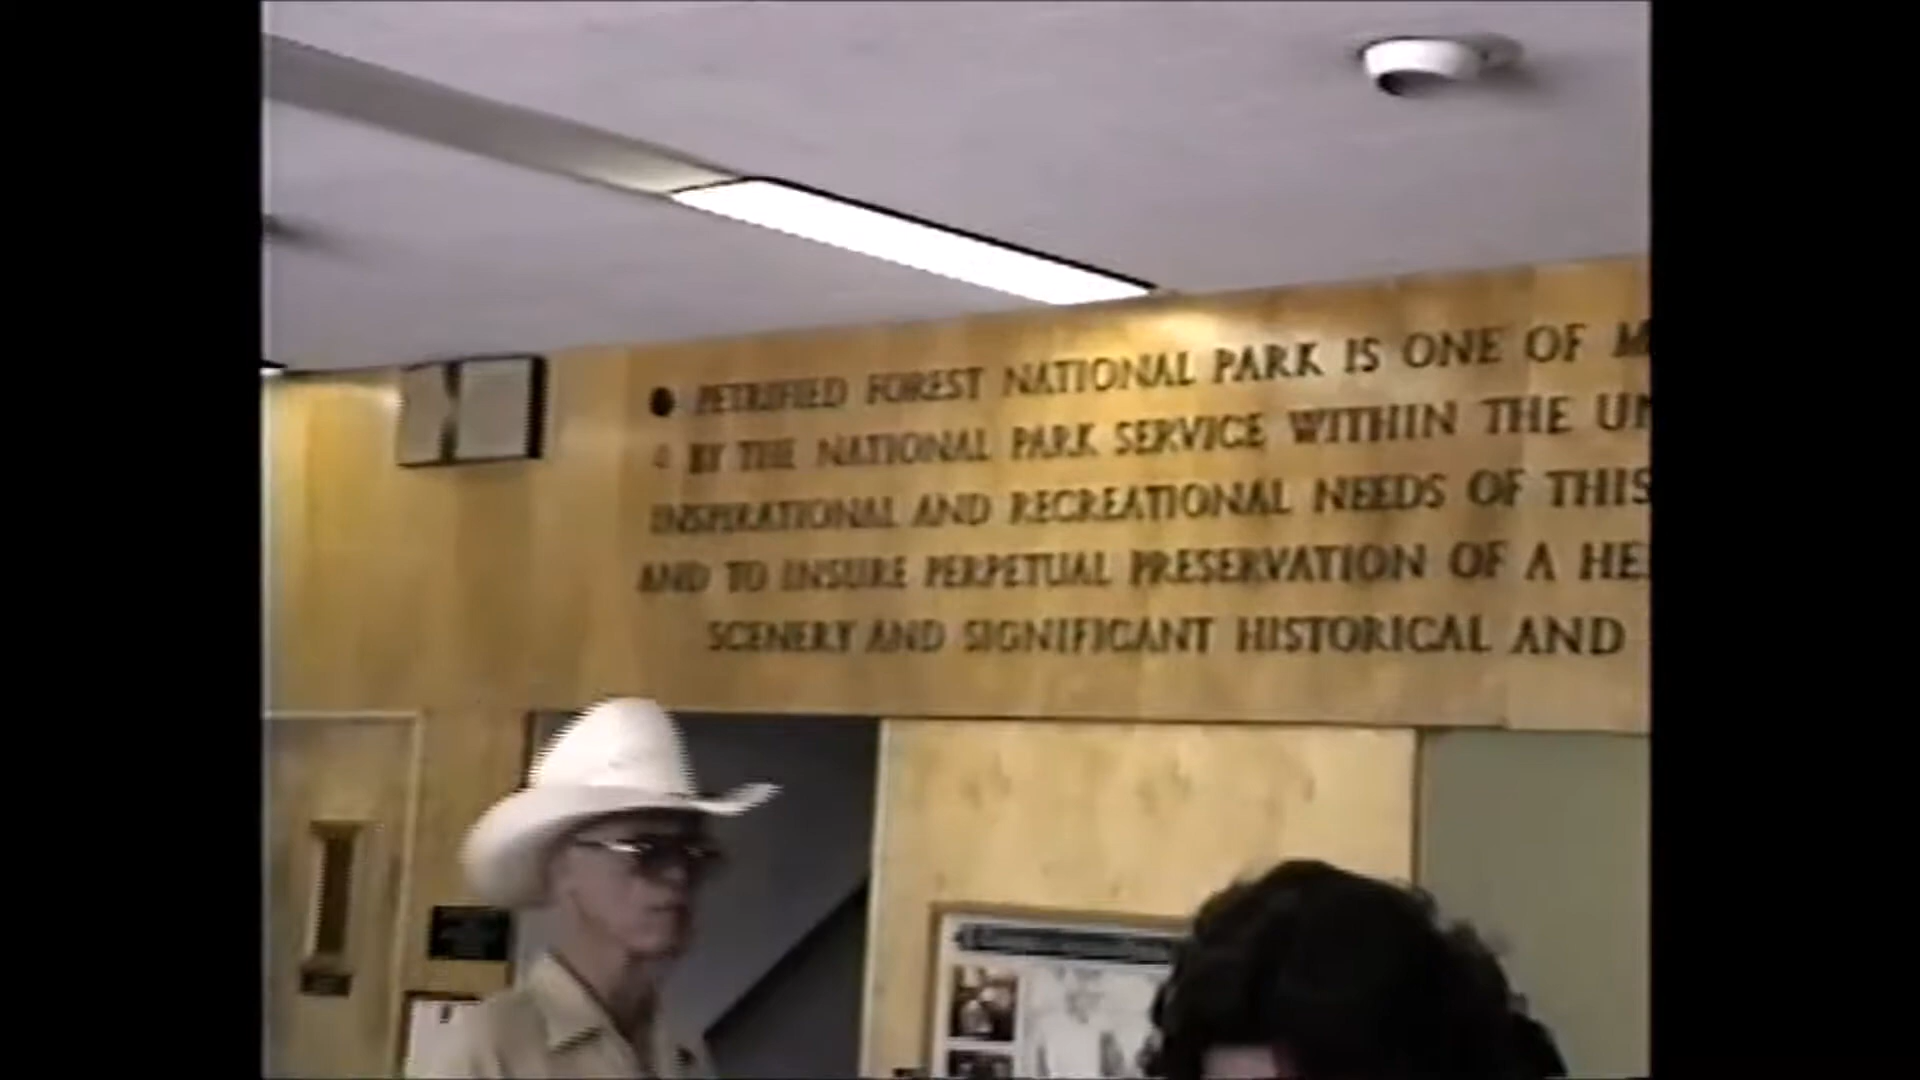 PETRIFIED FOREST NATIONAL PARK IS ONE OF
BY THE NATIONAL PARK SERVICE WITHIN THE
INSPIRATIONAL AND RECREATIONAL NEEDS OF THIS
AND TO INSURE PERPETUAL PRESERVATION OF A
SCENERY AND SIGNIFICANT HISTORICAL AND